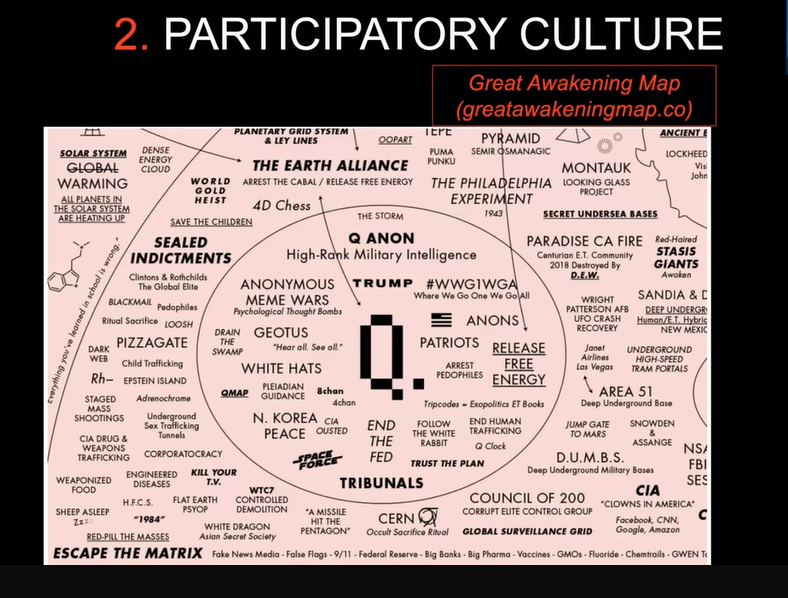 2. PARTICIPATORY CULTURE
Great Awakening Map
(greatawakeningmap.co)
PLANETARY GRID SYSTEM
& LEY LINES
OOPART
TEPE
PUMA
PUNKU
PYRAMID
SEMIR OSMANAGIC
ANCIENT
SOLAR SYSTEM
GLOBAL
WARMING
ALL PLANETS IN
THE SOLAR SYSTEM
ARE HEATING UP
DENSE
ENERGY
CLOUD
WORLD
GOLD
HEIST
THE EARTH ALLIANCE
ARREST THE CABAL / RELEASE FREE ENERGY
4D Chess
SAVE THE CHILDREN
THE PHILADELPHIA
EXPERIMENT
1943
MONTAUK
LOOKING GLASS
PROJECT
LOCKHEED
SECRET UNDERSEA BASES
THE STORM
Q ANON
High-Rank Military Intelligence
SEALED
INDICTMENTS
Clintons & Rothschilds
The Global Elite
BLACKMAIL
Pedophiles
Ritual Sacrifice
LOOSH
PARADISE CA FIRE
Centurian E.T. Community
2018 Destroyed By
D.E.W.
Red-Haired
STASIS
GIANTS
Awoken
Everything you've learned in school is wrong."
ANONYMOUS
MEME WARS
Psychological Thought Bombs
TRUMP
#WWG1WGA
Where We Go One We Go All
Q.
ANONS
PATRIOTS
GEOTUS
"Hear all. See all."
DRAIN
THE
SWAMP
WHITE HATS
ARREST
PEDOPHILES
RELEASE
FREE
ENERGY
WRIGHT
PATTERSON AFB
UFO CRASH
RECOVERY
SANDIA & D
DEEP UNDERGR
Human/E.T. Hybri
NEW MEXIC
PIZZAGATE
DARK
WEB
Child Trafficking
Rh–
EPSTEIN ISLAND
Adrenochrome
STAGED
MASS
SHOOTINGS
Underground
Sex Trafficking
Tunnels
QMAP
PLEIADIAN
GUIDANCE
8chan
4chan
Tripcodes = Exopolitics ET Books
Janet
Airlines
Las Vegas
UNDERGROUND
HIGH-SPEED
TRAM PORTALS
AREA 51
Deep Underground Base
N. KOREA
PEACE
CIA
OUSTED
END
THE
FED
FOLLOW
THE WHITE
RABBIT
END HUMAN
TRAFFICKING
Q Clock
JUMP GATE
TO MARS
SNOWDEN
&
ASSANGE
CIA DRUG &
WEAPONS
TRAFFICKING
CORPORATOCRACY
SPACE
FORCE
TRUST THE PLAN
TRIBUNALS
D.U.M.B.S.
Deep Underground Military Bases
NSA
FBI
SES
WEAPONIZED
FOOD
ENGINEERED
DISEASES
KILL YOUR
T.V.
H.F.C.S.
FLAT EARTH
PSYOP
WTC7
CONTROLLED
DEMOLITION
COUNCIL OF 200
CORRUPT ELITE CONTROL GROUP
CIA
"CLOWNS IN AMERICA"
SHEEP ASLEEP
Zzzz
"1984"
RED-PILL THE MASSES
WHITE DRAGON
Asian Secret Society
"A MISSILE
HIT THE
PENTAGON"
CERN
Occult Sacrifice Ritual
GLOBAL SURVEILLANCE GRID
Facebook, CNN,
Google, Amazon
ESCAPE THE MATRIX Fake News Media - False Flags - 9/11 - Federal Reserve - Big Banks - Big Pharma - Vaccines - GMOs - Fluoride - Chemtrails - GWEN